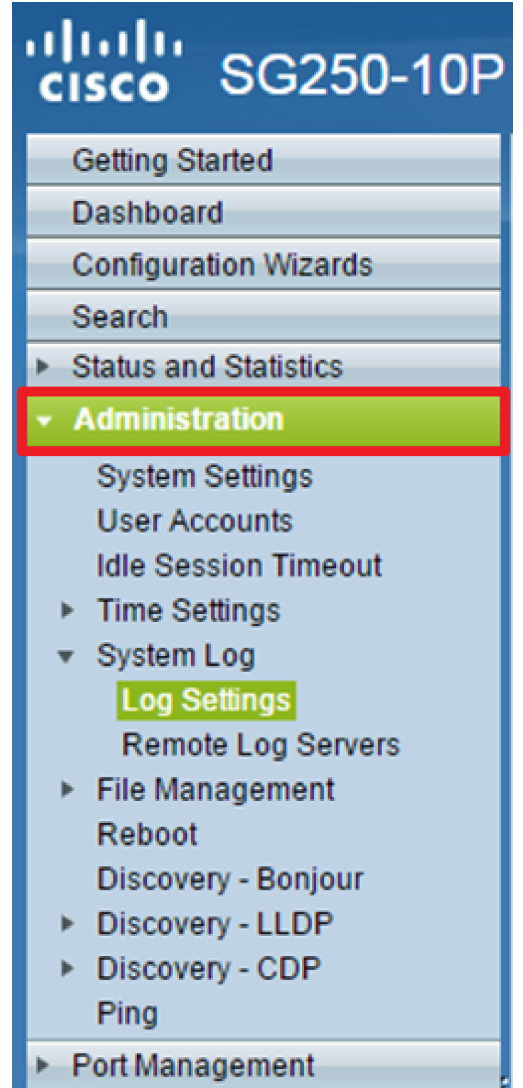 CISCO SG250-10P
Getting Started
Dashboard
Configuration Wizards
Search
Status and Statistics
Administration
System Settings
User Accounts
Idle Session Timeout
Time Settings
System Log
Log Settings
Remote Log Servers
File Management
Reboot
Discovery - Bonjour
Discovery - LLDP
Discovery - CDP
Ping
Port Management